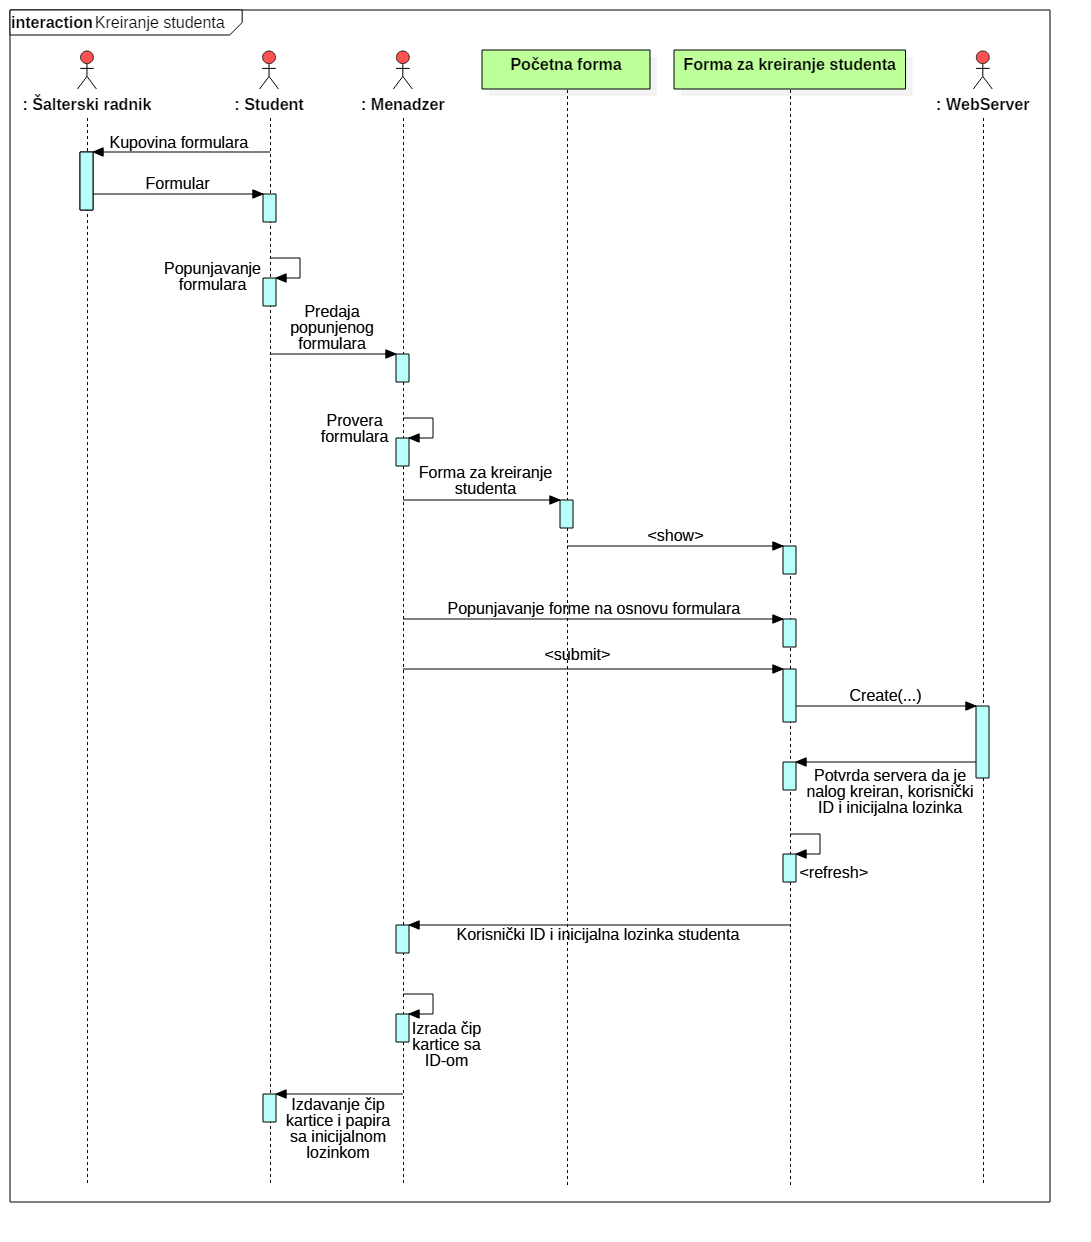 interaction Kreiranje studenta
: Šalterski radnik
: Student
: Menadzer
Početna forma
Forma za kreiranje studenta
: WebServer
Kupovina formulara
Formular
Popunjavanje
formulara
Predaja
popunjenog
formulara
Provera
formulara
Forma za kreiranje
studenta
<show>
Popunjavanje forme na osnovu formulara
<submit>
Create(...)
Potvrda servera da je
nalog kreiran, korisnički
ID i inicijalna lozinka
<refresh>
Korisnički ID i inicijalna lozinka studenta
Izrada čip
kartice sa
ID-om
Izdavanje čip
kartice i papira
sa inicijalnom
lozinkom